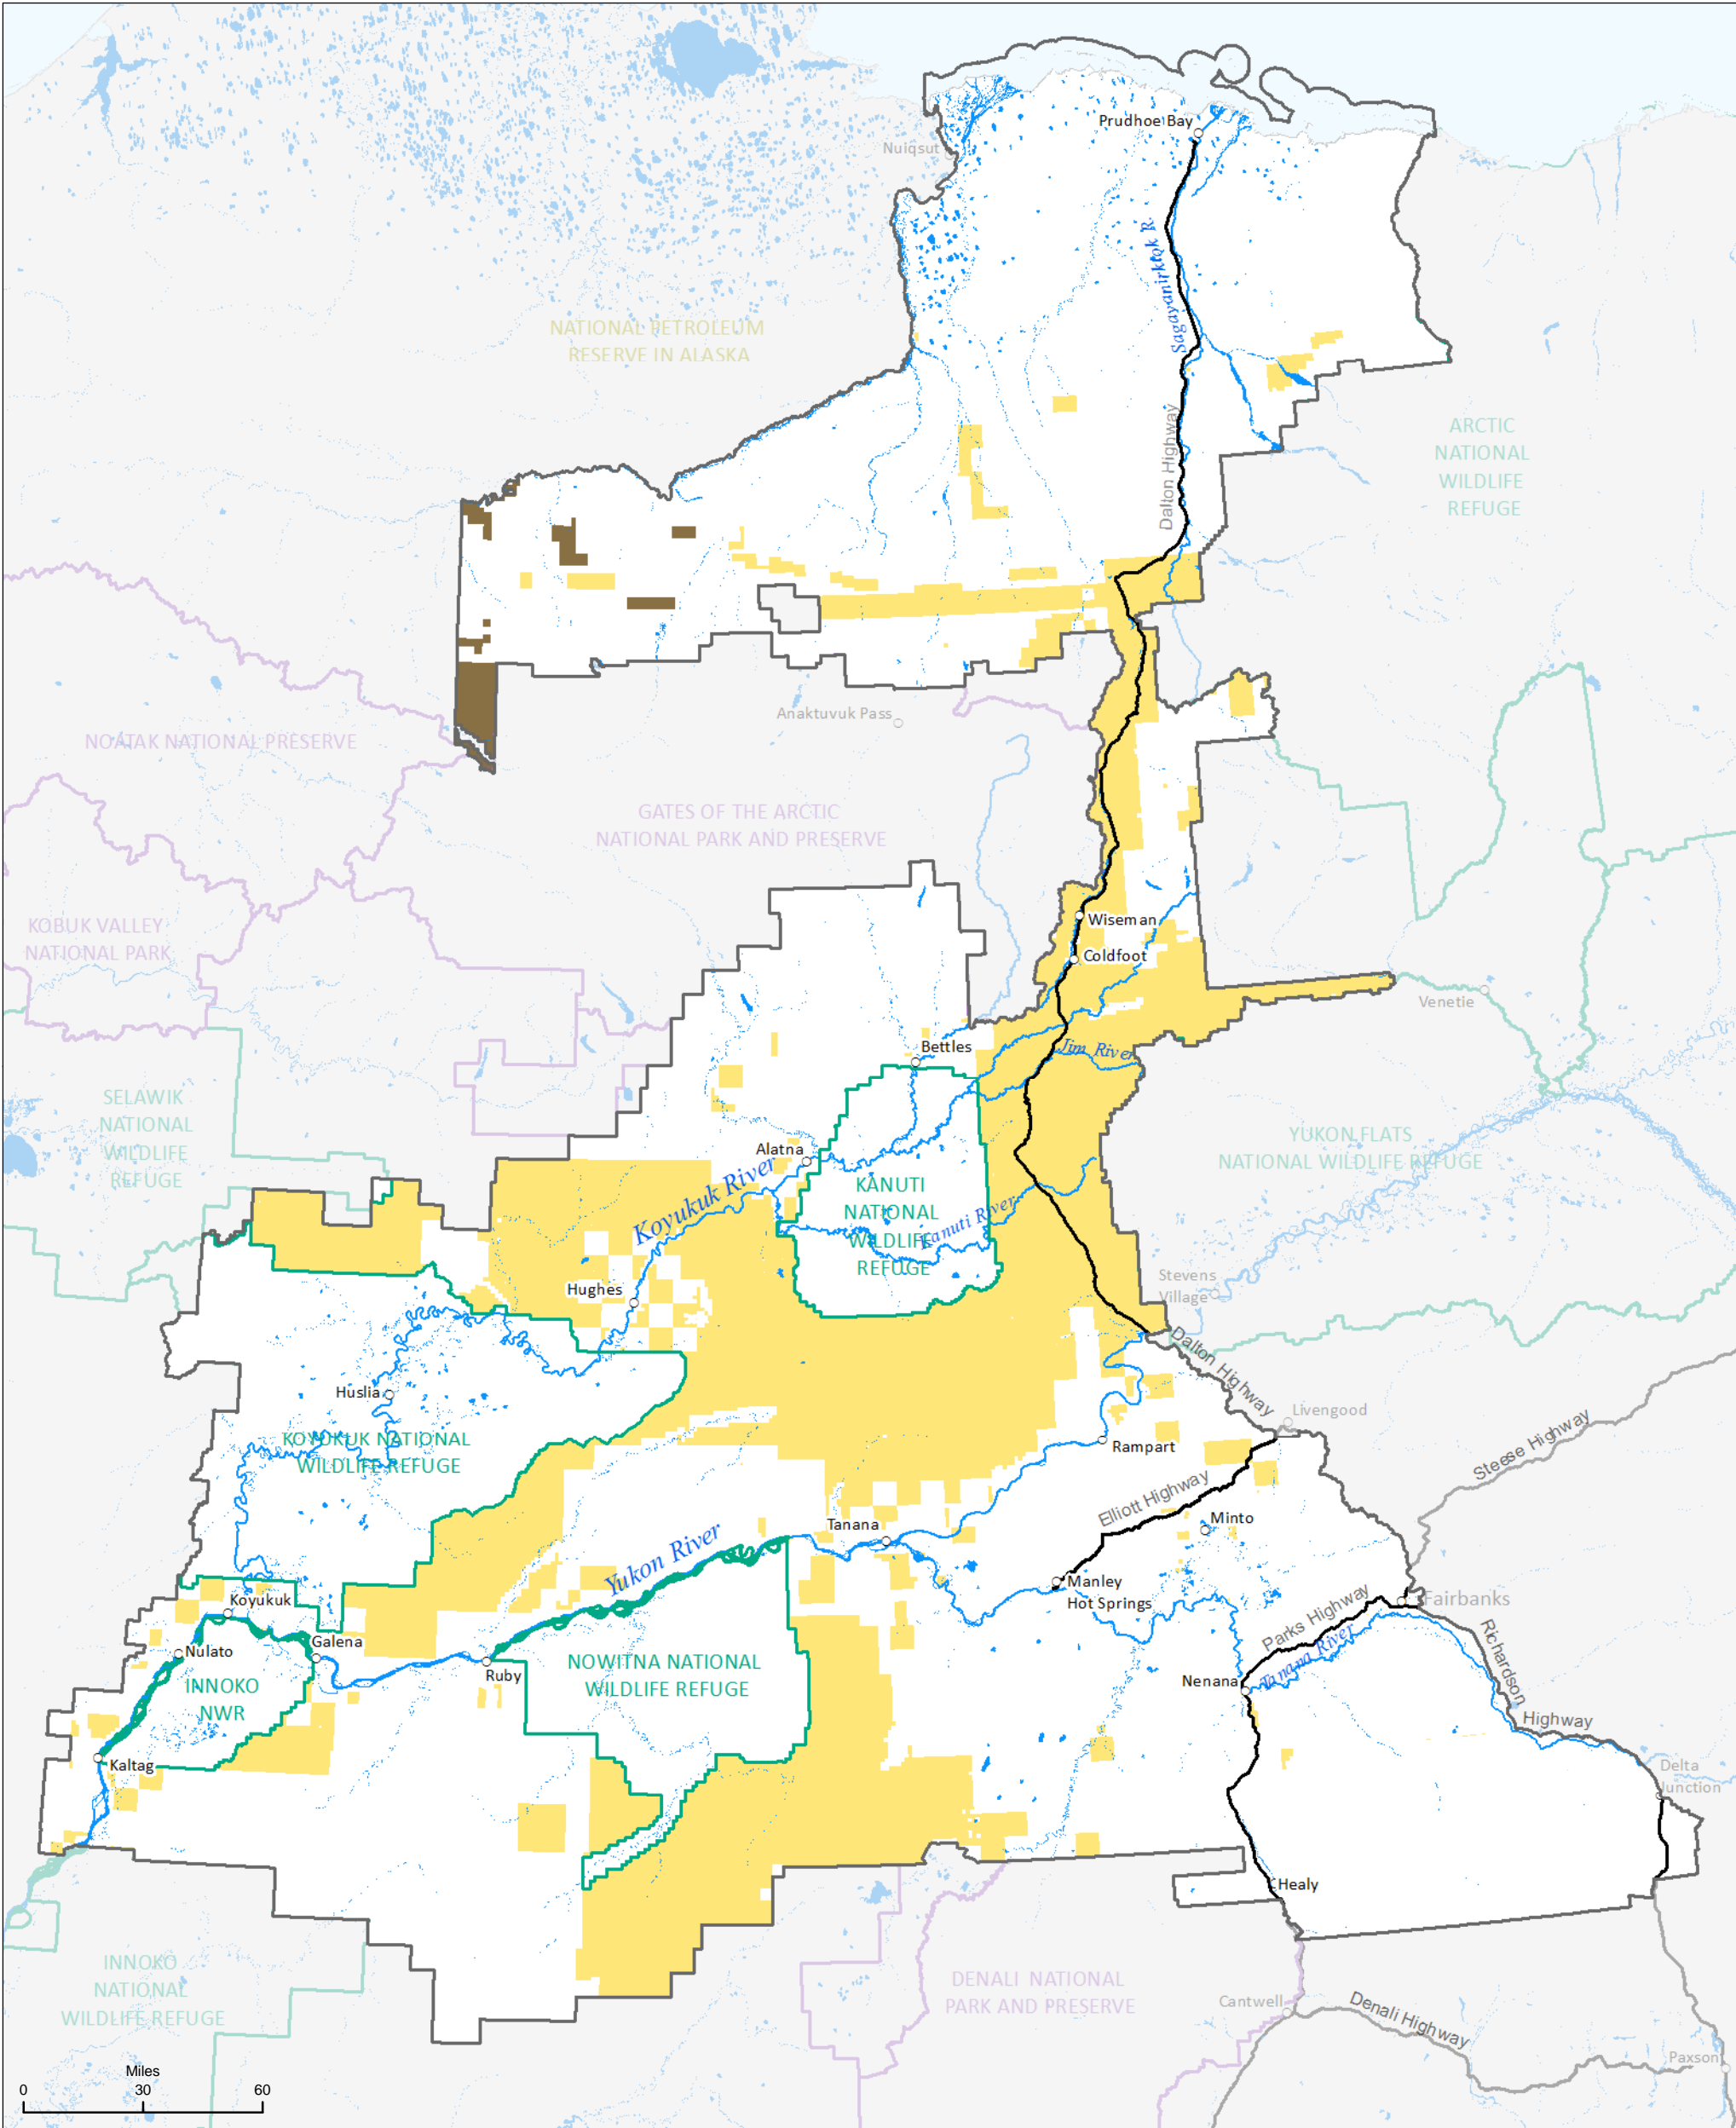 Prudhoe Bay
Nuiqsut
Sagavanirktok R.
NATIONAL PETROLEUM
RESERVE IN ALASKA
Dalton Highway
ARCTIC
NATIONAL
WILDLIFE
REFUGE
Anaktuvuk Pass
NOATAK NATIONAL PRESERVE
GATES OF THE ARCTIC
NATIONAL PARK AND PRESERVE
KOBUK VALLEY
NATIONAL PARK
Wiseman
Coldfoot
Venetie
Bettles
Jim River
SELAWIK
NATIONAL
WILDLIFE
REFUGE
YUKON FLATS
NATIONAL WILDLIFE REFUGE
Alatna
Koyukuk River
KANUTI
NATIONAL
WILDLIFE
REFUGE
Kanuti River
Hughes
Stevens
Village
Dalton Highway
Huslia
Livengood
KOYUKUK NATIONAL
WILDLIFE REFUGE
Rampart
Steese Highway
Elliott Highway
Minto
Tanana
Yukon River
Manley
Hot Springs
Koyukuk
Fairbanks
Parks Highway
Tanana River
Richardson
Highway
Nulato
Galena
Ruby
INNOKO
NWR
NOWITNA NATIONAL
WILDLIFE REFUGE
Nenana
Kaltag
Delta
Junction
Healy
INNOKO
NATIONAL
WILDLIFE REFUGE
DENALI NATIONAL
PARK AND PRESERVE
Cantwell
Denali Highway
Paxson
Miles
0 30 60